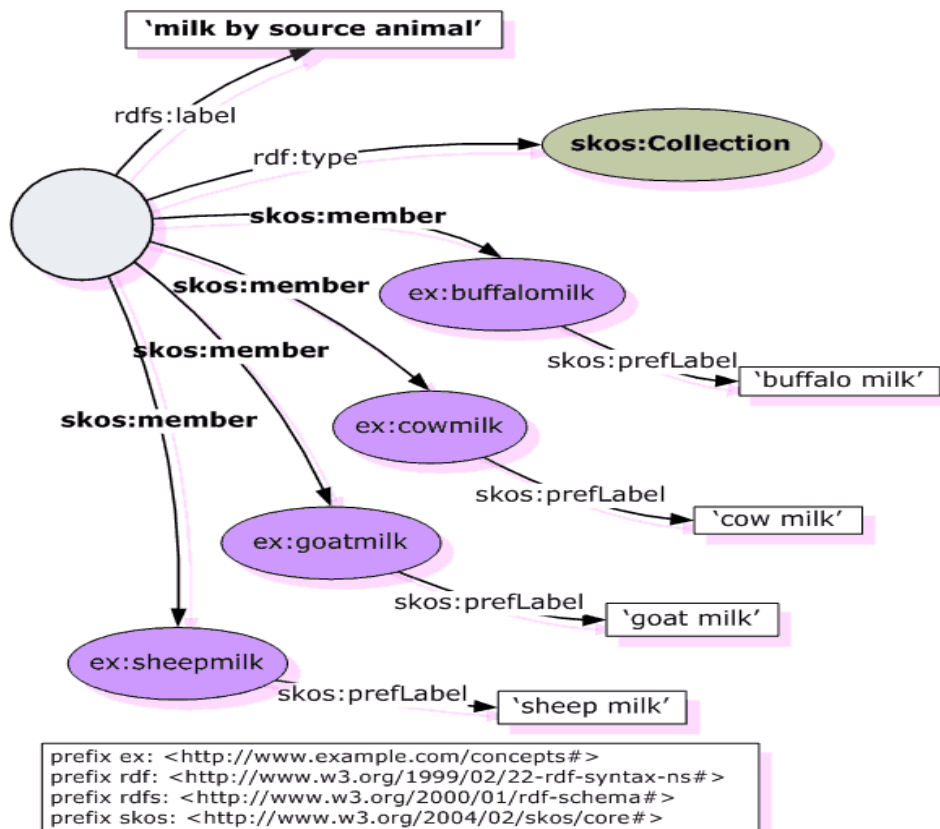 ‘milk by source animal’
rdfs:label
rdf:type
skos:Collection
skos:member
ex:buffalomilk
skos:member
skos:prefLabel
‘buffalo milk’
skos:member
skos:member
ex:cowmilk
skos:prefLabel
‘cow milk’
ex:goatmilk
skos:prefLabel
‘goat milk’
ex:sheepmilk
skos:prefLabel
‘sheep milk’
prefix ex: <http://www.example.com/concepts#>
prefix rdf: <http://www.w3.org/1999/02/22-rdf-syntax-ns#>
prefix rdfs: <http://www.w3.org/2000/01/rdf-schema#>
prefix skos: <http://www.w3.org/2004/02/skos/core#>